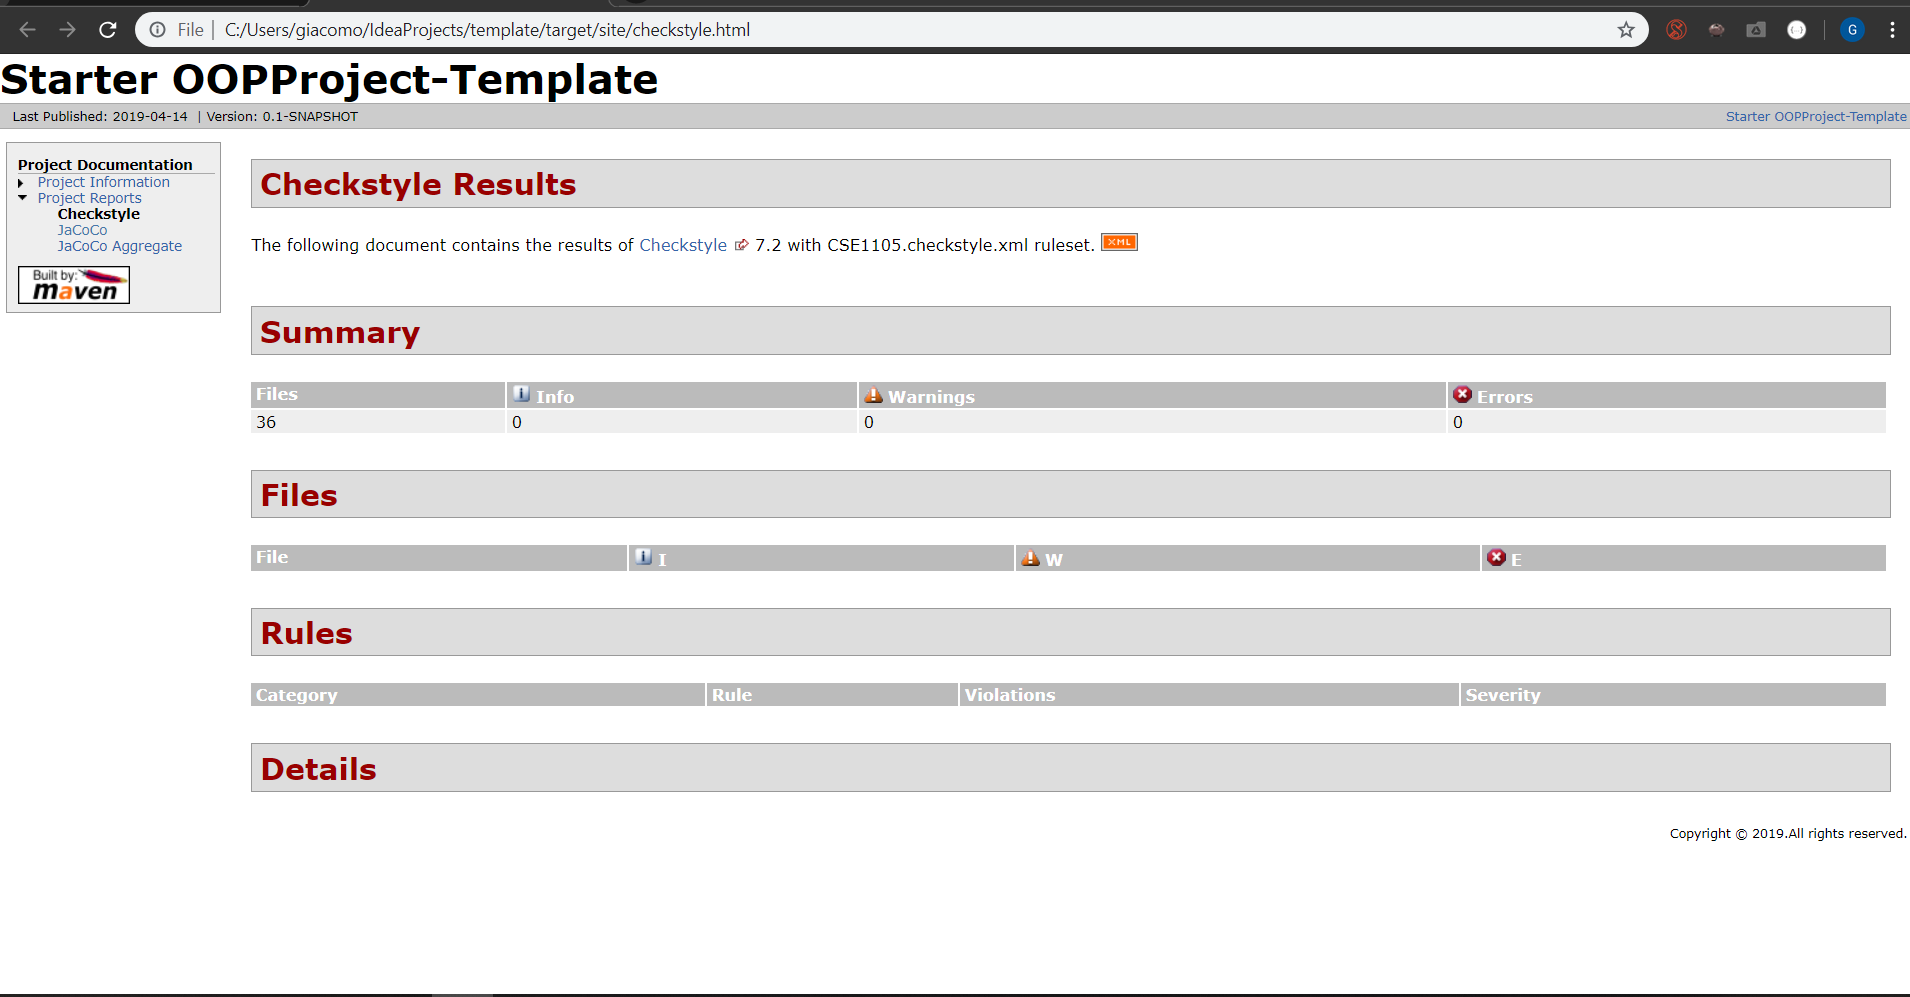 File | C:/Users/giacomo/IdeaProjects/template/target/site/checkstyle.html
G
Starter OOPProject-Template
Last Published: 2019-04-14 | Version: 0.1-SNAPSHOT
Starter OOPProject-Template
Project Documentation
Project Information
Project Reports
Checkstyle
JaCoCo
JaCoCo Aggregate
Built by:
maven
Checkstyle Results
The following document contains the results of Checkstyle 7.2 with CSE1105.checkstyle.xml ruleset. XML
Summary
Files Info Warnings Errors
36 0 0 0
Files
File I W E
Rules
Category Rule Violations Severity
Details
Copyright © 2019.All rights reserved.